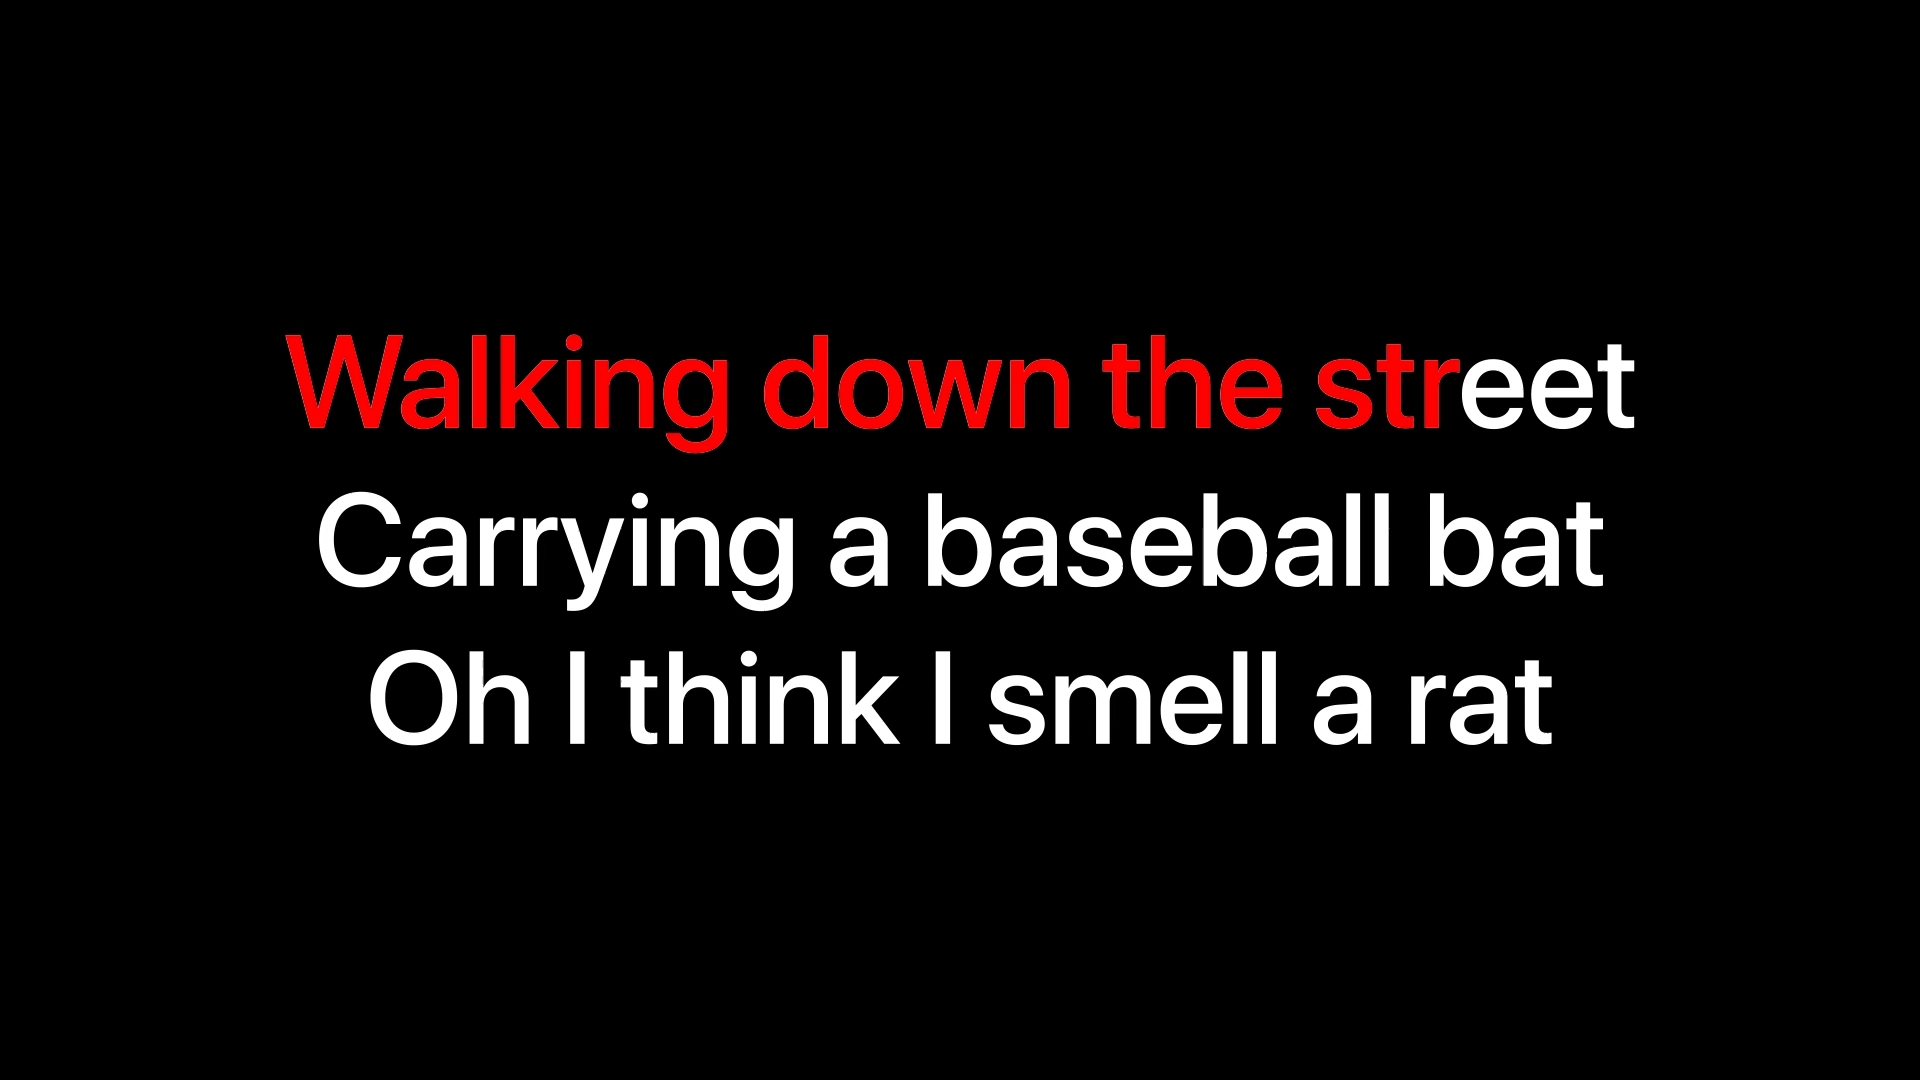 Walking down the street
Carrying a baseball bat
Oh I think I smell a rat